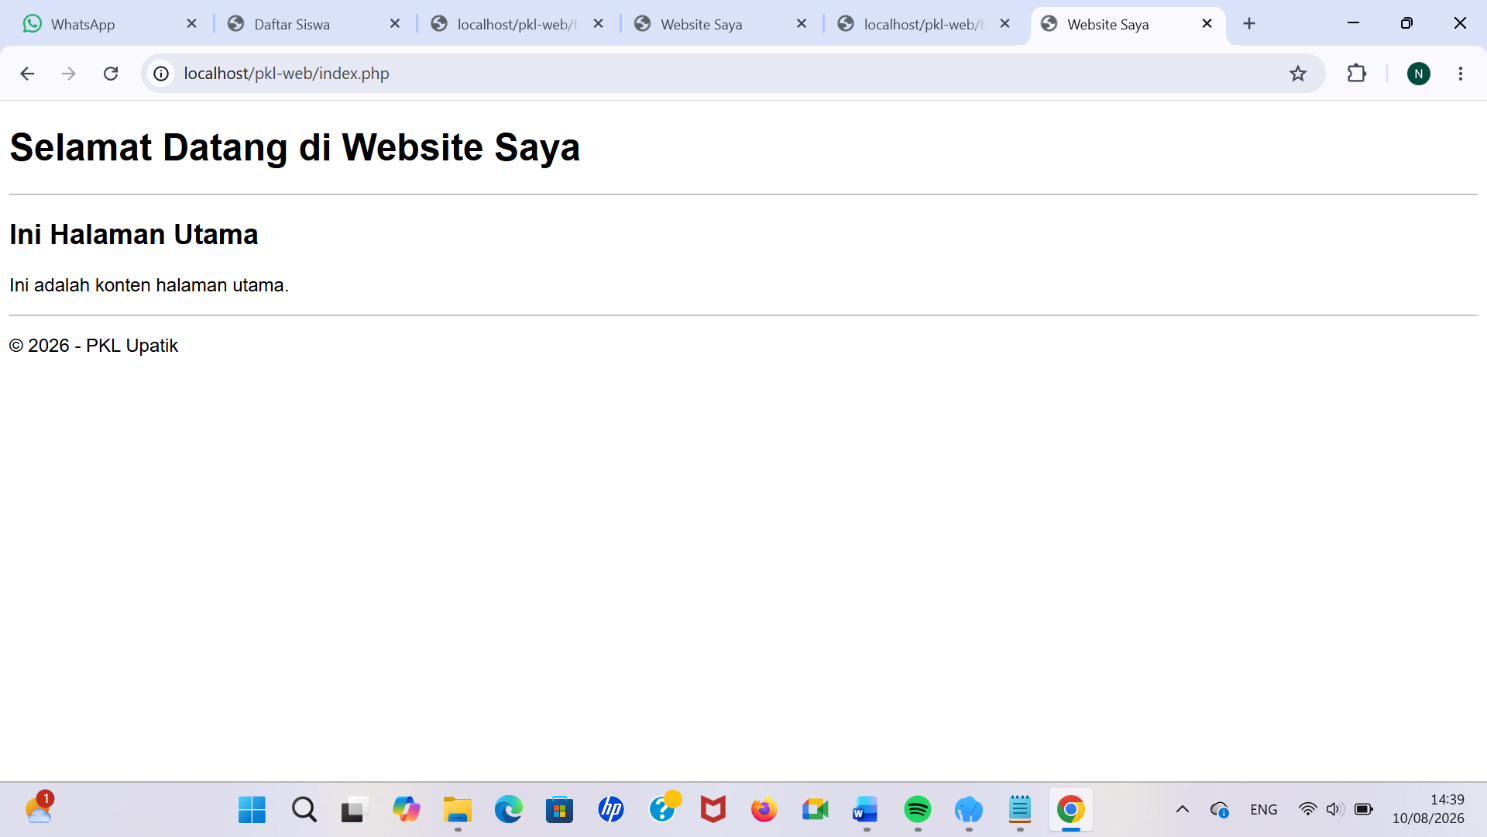 WhatsApp
Daftar Siswa
localhost/pkl-web/f
Website Saya
localhost/pkl-web/f
Website Saya
localhost/pkl-web/index.php
N
Selamat Datang di Website Saya
Ini Halaman Utama
Ini adalah konten halaman utama.
© 2026 - PKL Upatik
1
hp
?
W
ENG
14:39
10/08/2026